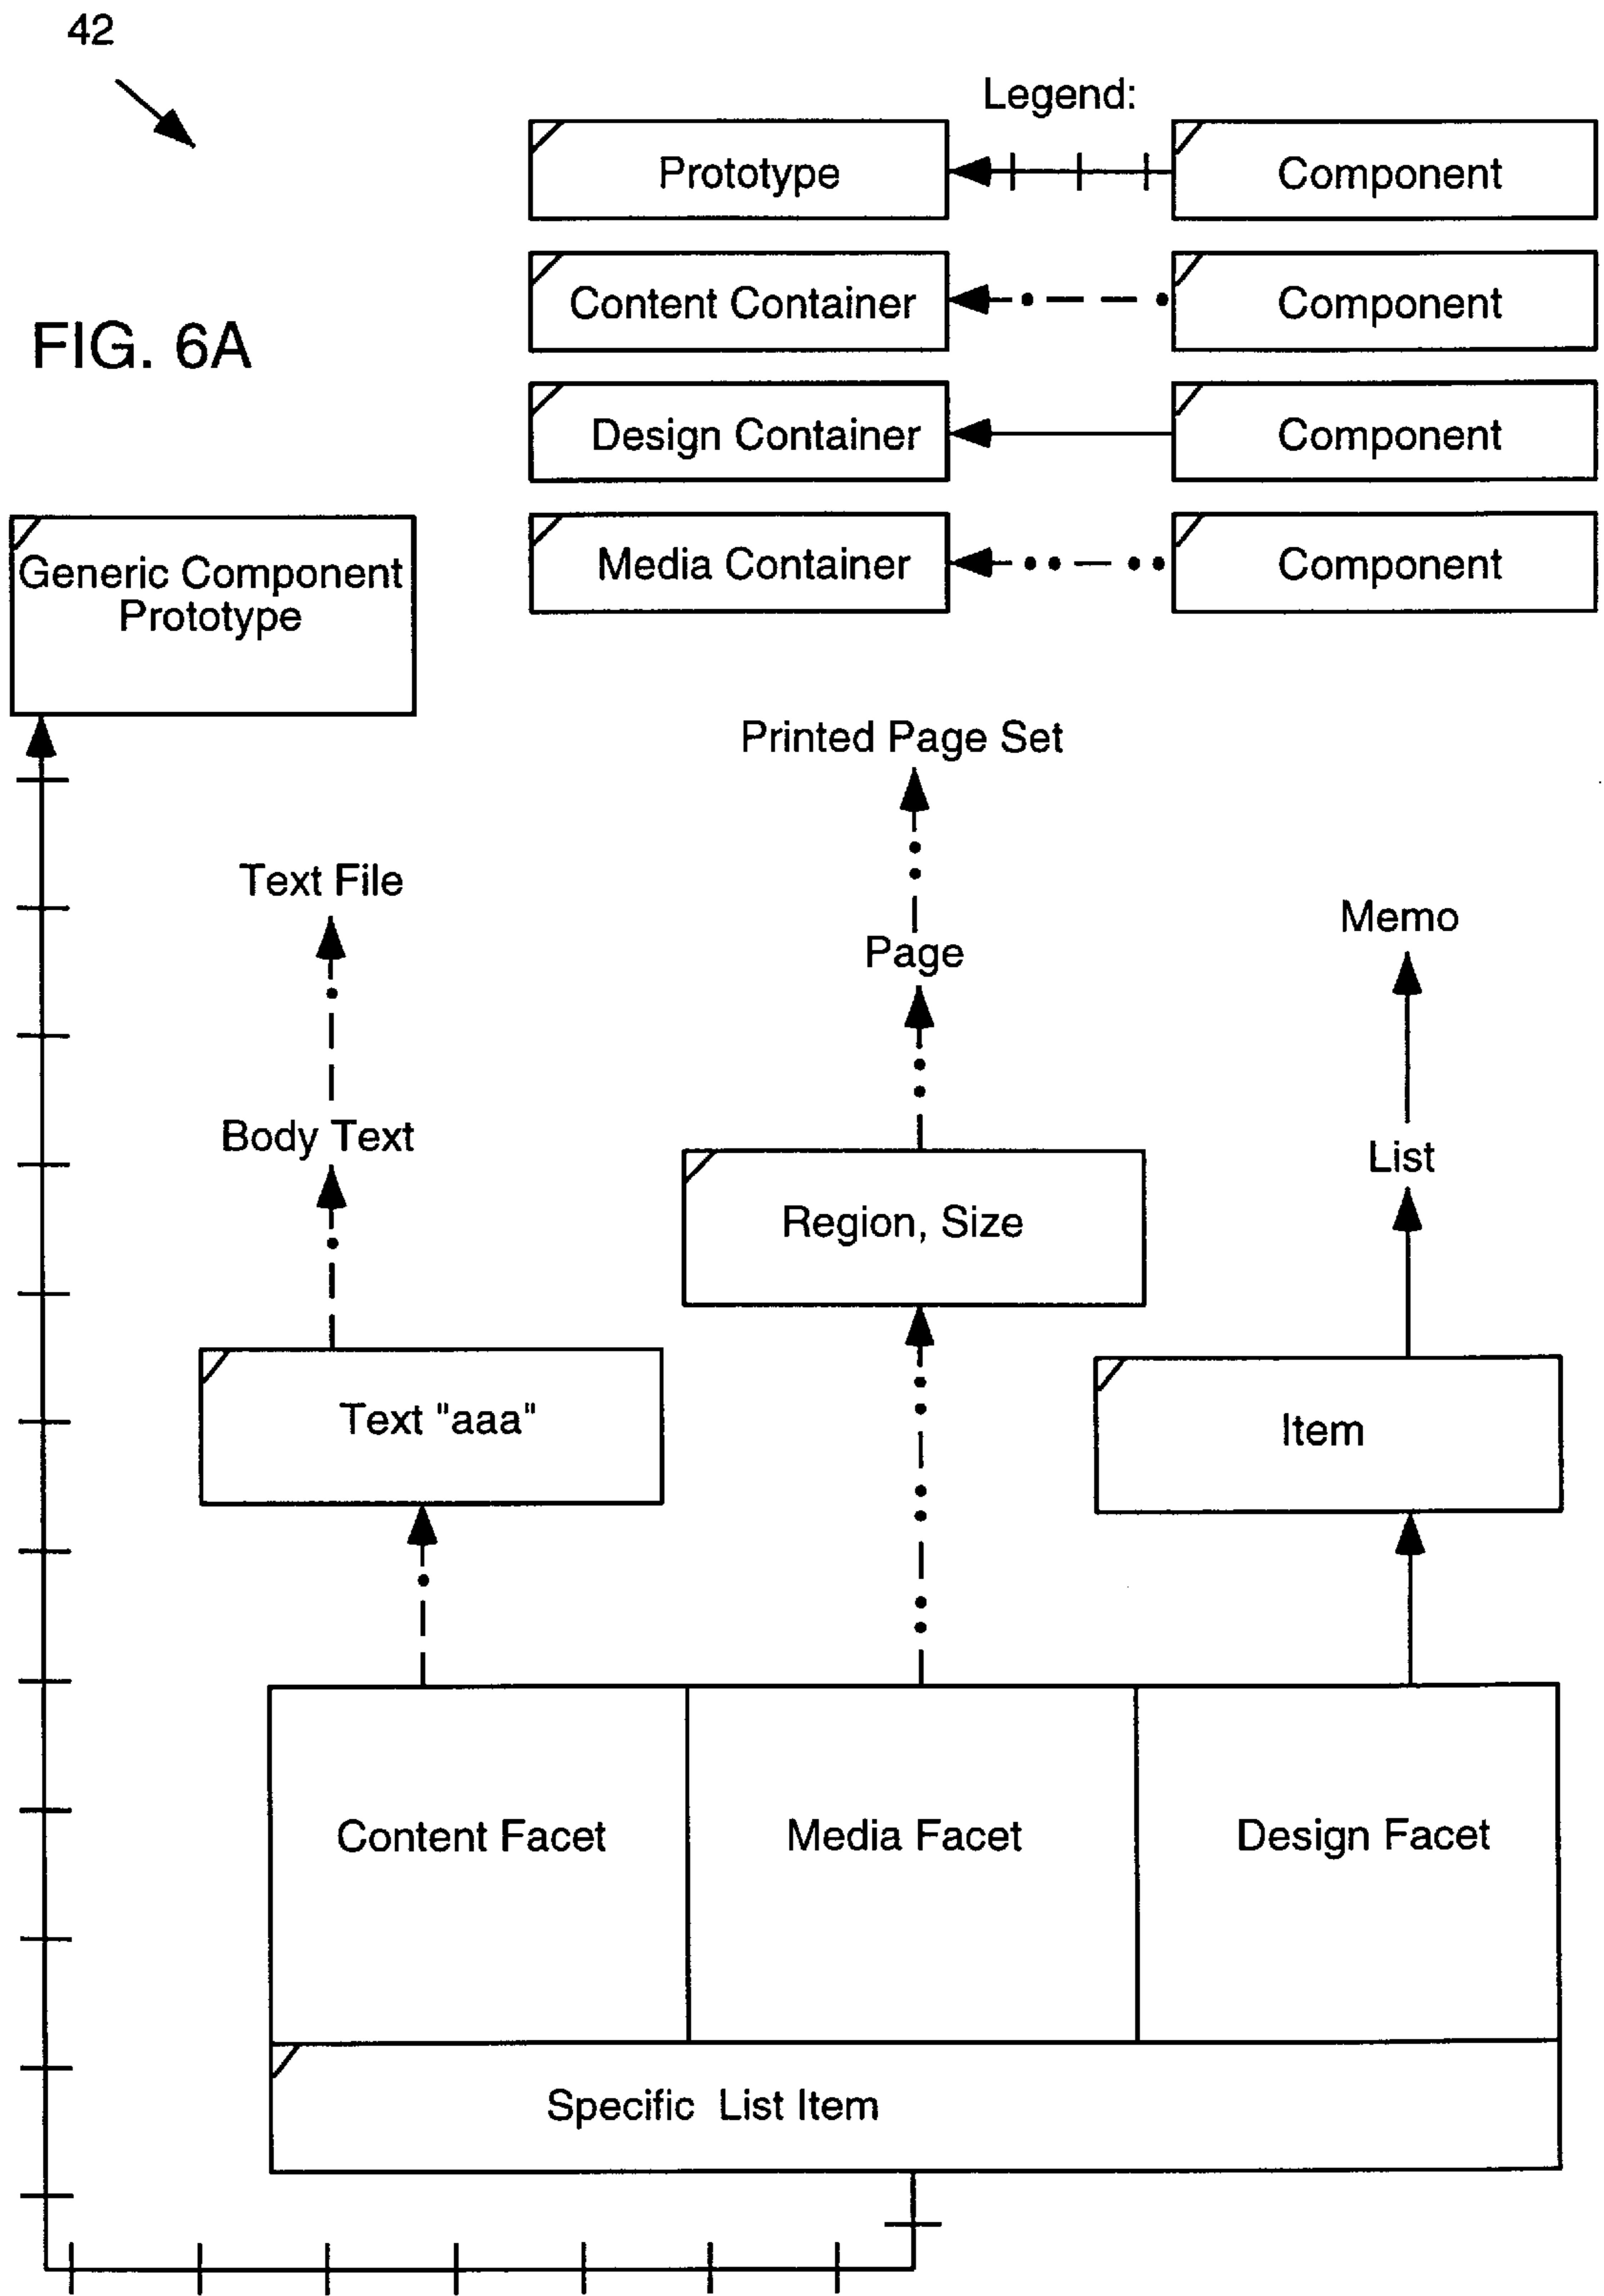 42
Legend:
Prototype
Component
Content Container
Component
FIG. 6A
Design Container
Component
Media Container
Component
Generic Component
Prototype
Printed Page Set
Text File
Memo
Page
Body Text
List
Region, Size
Text "aaa"
Item
Content Facet
Media Facet
Design Facet
Specific List Item